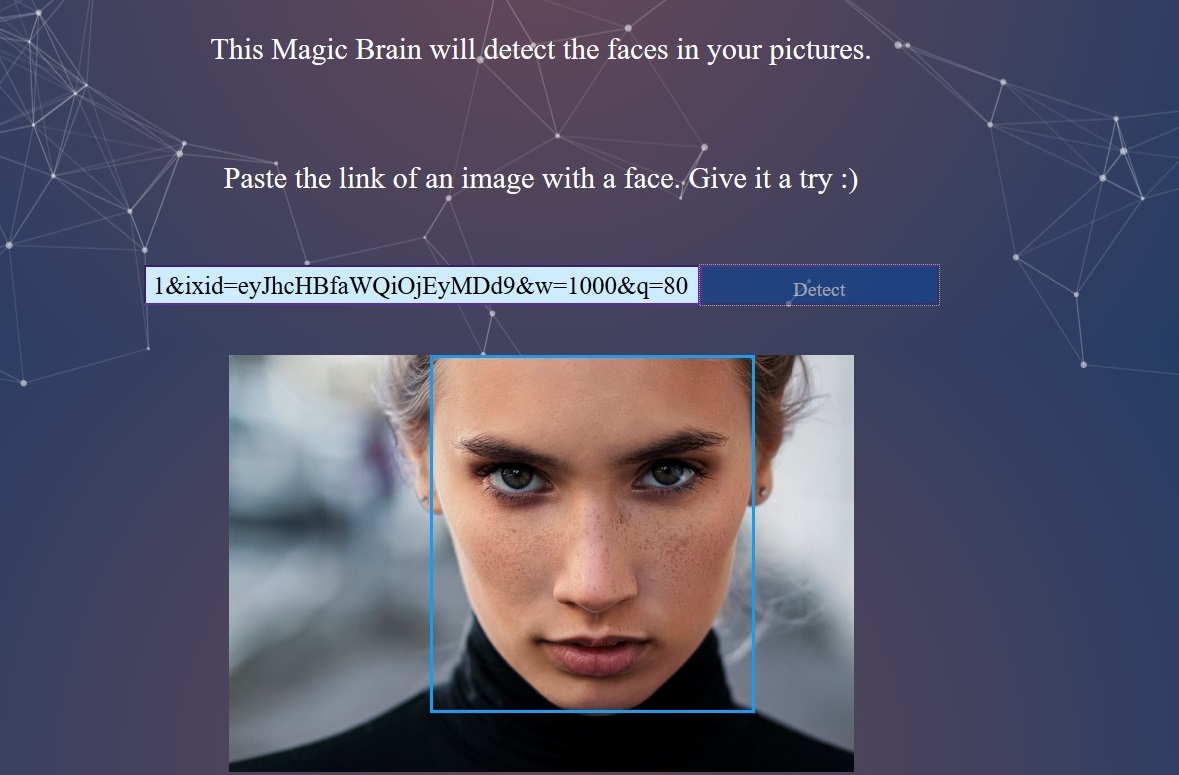 This Magic Brain will detect the faces in your pictures.
Paste the link of an image with a face. Give it a try :)
1&ixid=eyJhcHBfaWQiOjEyMDd9&w=1000&q=80
Detect